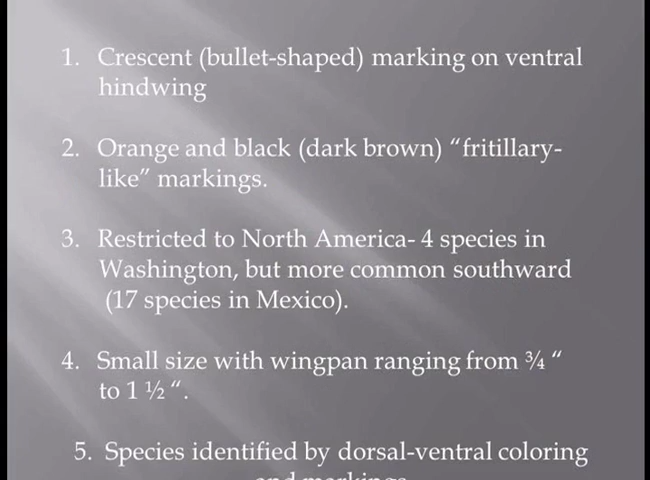 1. Crescent (bullet-shaped) marking on ventral
hindwing
2. Orange and black (dark brown) “fritillary-
like” markings.
3. Restricted to North America- 4 species in
Washington, but more common southward
(17 species in Mexico).
4. Small size with wingpan ranging from ¾ “
to 1 ½ “.
5. Species identified by dorsal-ventral coloring
and markings